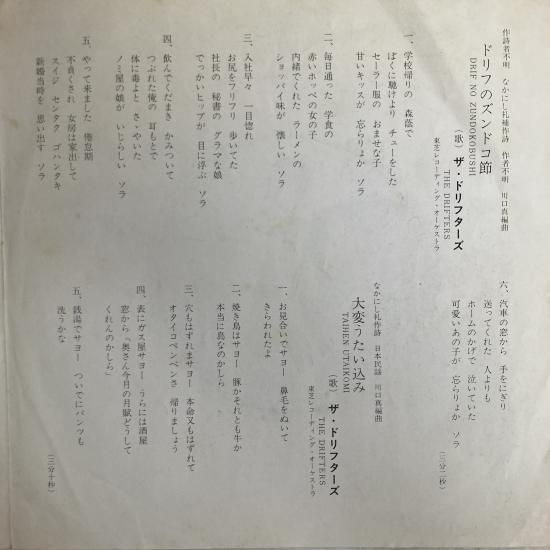 作詩者不明 なかにし礼補作詩 作者不明 川口真編曲
ドリフのズンドコ節
DRIF NO ZUNDOKOBUSHI
(歌) ザ・ドリフターズ
THE DRIFTERS
東芝レコーディング・オーケストラ
一、学校帰りの 森蔭で
ぼくに駈けより チューをした
セーラー服の おませな子
甘いキッスが 忘らりょか ソラ
二、毎日通った 学食の
赤いホッペの女の子
内緒でくれた ラーメンの
ショッパイ味が 懐しい ソラ
三、入社早々 一目惚れ
お尻をフリフリ 歩いてた
社長の 秘書の グラマな娘
でっかいヒップが 目に浮ぶ ソラ
四、飲んでくだまき かみついて
つぶれた俺の 耳もとで
体に毒よと さゝやいた
ノミ屋の娘が いじらしい ソラ
五、やって来ました 倦怠期
不貞くされ 女房は家出して
スイジ センタク ゴハンタキ
新婚当時を 思い出す ソラ
六、汽車の窓から 手をにぎり
送ってくれた 人よりも
ホームのかげで 泣いていた
可愛いあの子が 忘らりょか ソラ
(三分二秒)
なかにし礼作詩 日本民謡 川口真編曲
大変うたい込み
TAIHEN UTAIKOMI
(歌) ザ・ドリフターズ
THE DRIFTERS
東芝レコーディング・オーケストラ
一、お見合いでサヨー 鼻毛をぬいて
きらわれたよ
二、焼き鳥はサヨー 豚かそれとも牛か
本当に鳥なのかしら
三、穴もはずれまサヨー 本命又もはずれて
オタイコベンベンさ 帰りましょう
四、表にガス屋サヨー うらには酒屋
窓から「奥さん今月の月賦どうして
くれんのかしら」
五、銭湯でサヨー ついでにパンツも
洗うかな
(三分十秒)